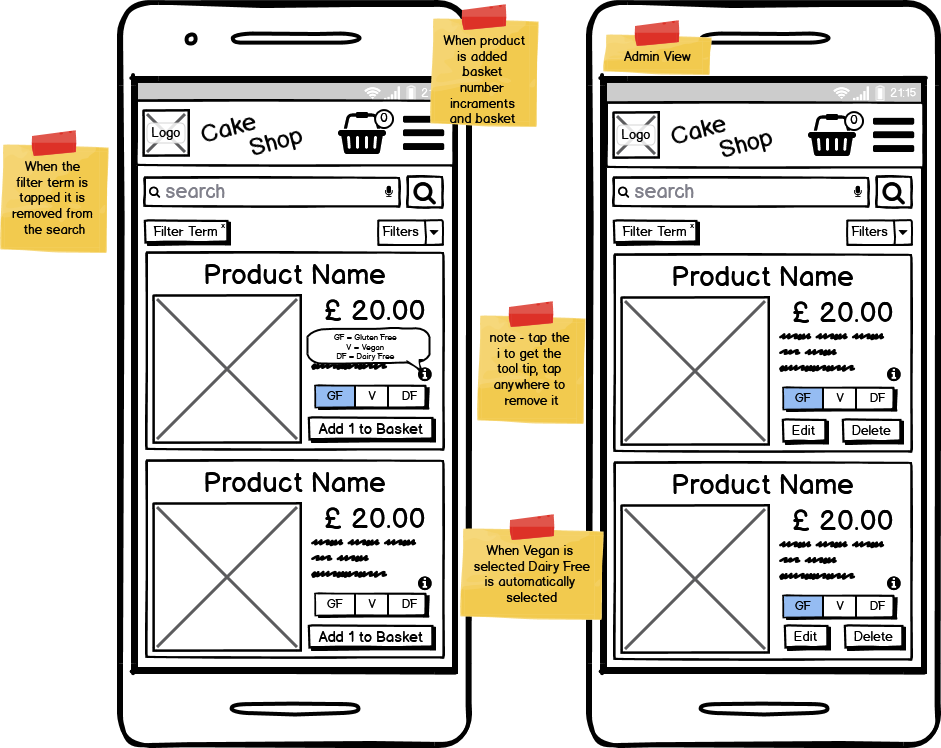 When product
is added
basket
number
incraments
and basket
Admin View
21:15
Logo
Cake
Shop
0
Logo
Cake
Shop
0
When the
filter term is
tapped it is
removed from
the search
search
search
Filter Term x
Filters
Filter Term x
Filters
Product Name
£ 20.00
GF = Gluten Free
V = Vegan
DF = Dairy Free
i
GF V DF
Add 1 to Basket
Product Name
£ 20.00
i
GF V DF
Edit Delete
note - tap the
i to get the
tool tip, tap
anywhere to
remove it
Product Name
£ 20.00
i
GF V DF
Add 1 to Basket
Product Name
£ 20.00
i
GF V DF
Edit Delete
When Vegan is
selected Dairy Free
is automatically
selected